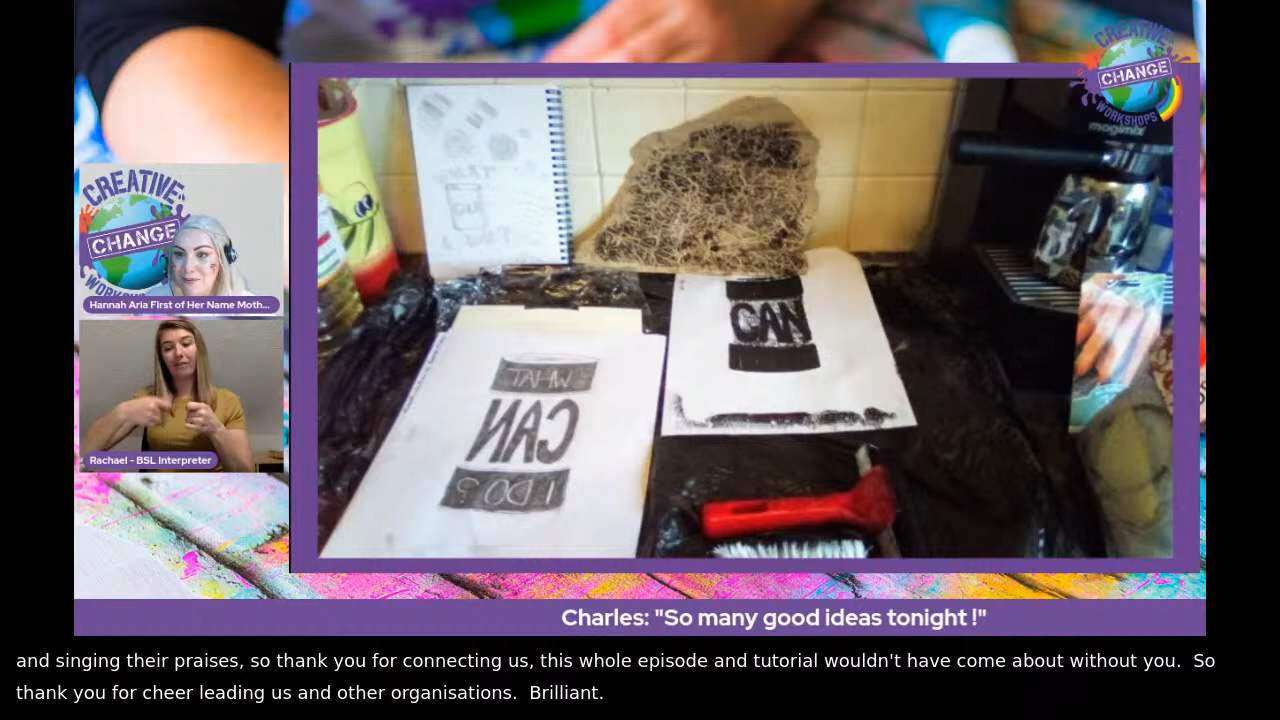 CREATIVE
CHANGE
WORKSHOPS
magimix
CREATIVE
CHANGE
Hannah Aria First of Her Name Moth...
Rachael - BSL Interpreter
CAN
WHAT
CAN
I DO?
Charles: "So many good ideas tonight !"
and singing their praises, so thank you for connecting us, this whole episode and tutorial wouldn't have come about without you.  So
thank you for cheer leading us and other organisations.  Brilliant.